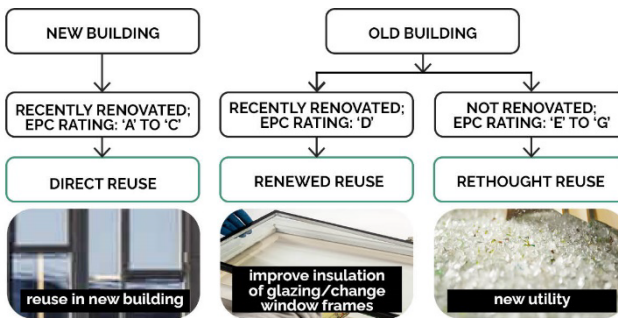 NEW BUILDING
OLD BUILDING
RECENTLY RENOVATED;
EPC RATING: ‘A’ TO ‘C’
RECENTLY RENOVATED;
EPC RATING: ‘D’
NOT RENOVATED;
EPC RATING: ‘E’ TO ‘G’
DIRECT REUSE
RENEWED REUSE
RETHOUGHT REUSE
reuse in new building
improve insulation
of glazing/change
window frames
new utility